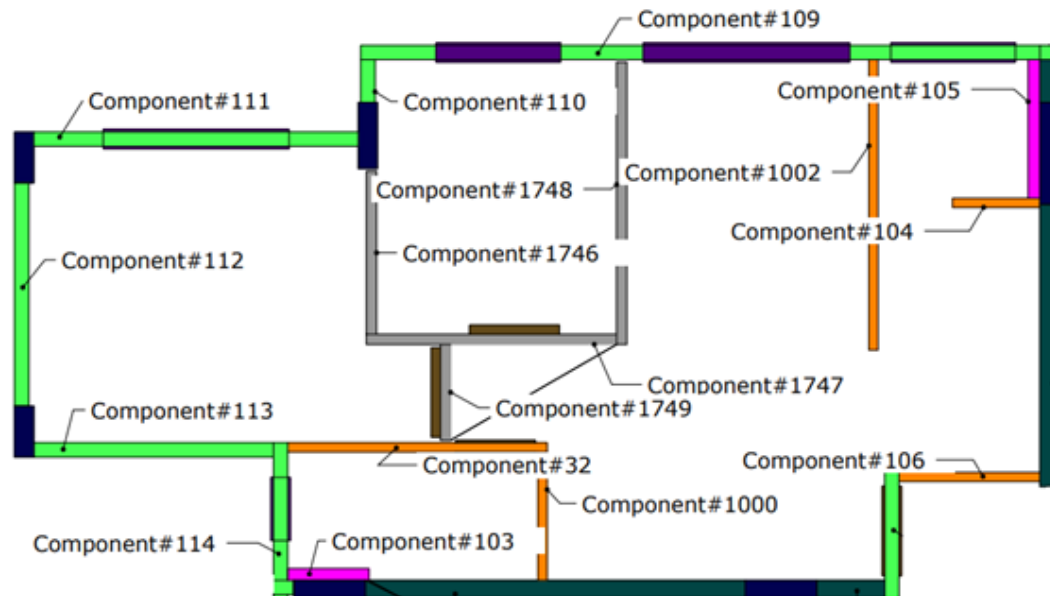 Component#109
Component#105
Component#111
Component#110
Component#1002
Component#1748
Component#104
Component#1746
Component#112
Component#1747
Component#1749
Component#113
Component#32
Component#106
Component#1000
Component#114
Component#103